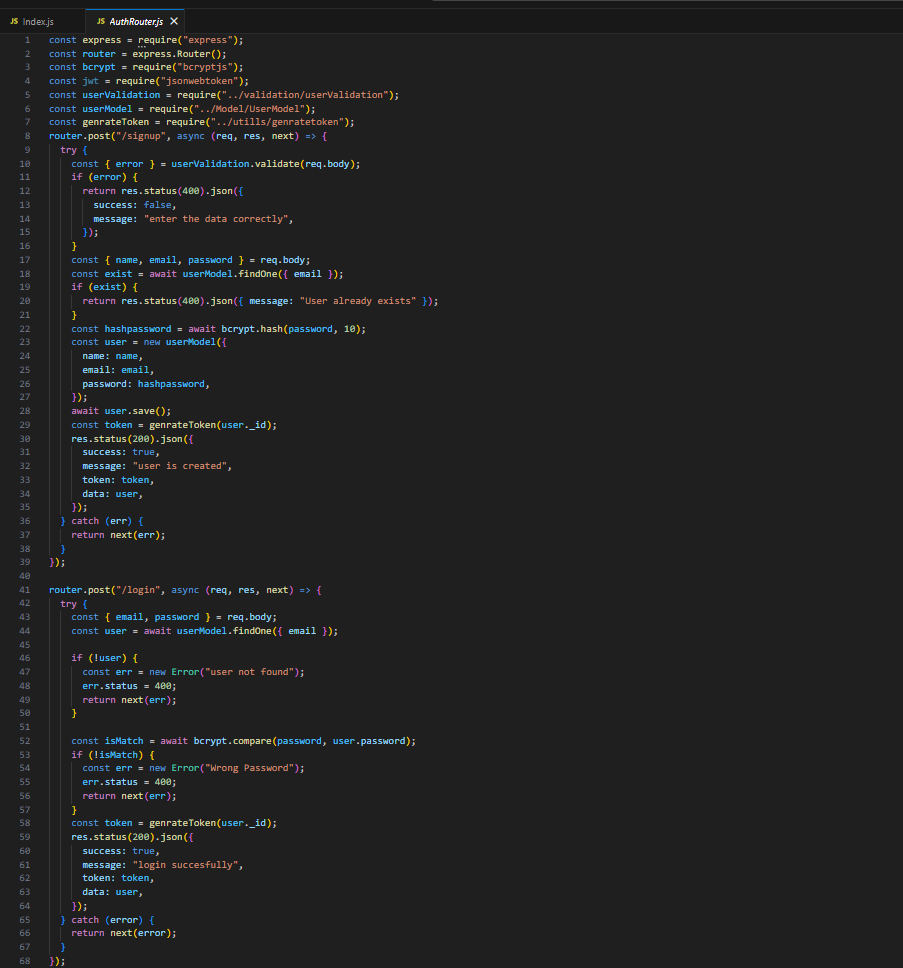 JS Index.js JS AuthRouter.js ✕
1 const express = require("express");
2 const router = express.Router();
3 const bcrypt = require("bcryptjs");
4 const jwt = require("jsonwebtoken");
5 const userValidation = require("../validation/userValidation");
6 const userModel = require("../Model/UserModel");
7 const genrateToken = require("../utills/genratetoken");
8 router.post("/signup", async (req, res, next) => {
9   try {
10     const { error } = userValidation.validate(req.body);
11     if (error) {
12       return res.status(400).json({
13         success: false,
14         message: "enter the data correctly",
15       });
16     }
17     const { name, email, password } = req.body;
18     const exist = await userModel.findOne({ email });
19     if (exist) {
20       return res.status(400).json({ message: "User already exists" });
21     }
22     const hashpassword = await bcrypt.hash(password, 10);
23     const user = new userModel({
24       name: name,
25       email: email,
26       password: hashpassword,
27     });
28     await user.save();
29     const token = genrateToken(user._id);
30     res.status(200).json({
31       success: true,
32       message: "user is created",
33       token: token,
34       data: user,
35     });
36   } catch (err) {
37     return next(err);
38   }
39 });
40
41 router.post("/login", async (req, res, next) => {
42   try {
43     const { email, password } = req.body;
44     const user = await userModel.findOne({ email });
45
46     if (!user) {
47       const err = new Error("user not found");
48       err.status = 400;
49       return next(err);
50     }
51
52     const isMatch = await bcrypt.compare(password, user.password);
53     if (!isMatch) {
54       const err = new Error("Wrong Password");
55       err.status = 400;
56       return next(err);
57     }
58     const token = genrateToken(user._id);
59     res.status(200).json({
60       success: true,
61       message: "login succesfully",
62       token: token,
63       data: user,
64     });
65   } catch (error) {
66     return next(error);
67   }
68 });